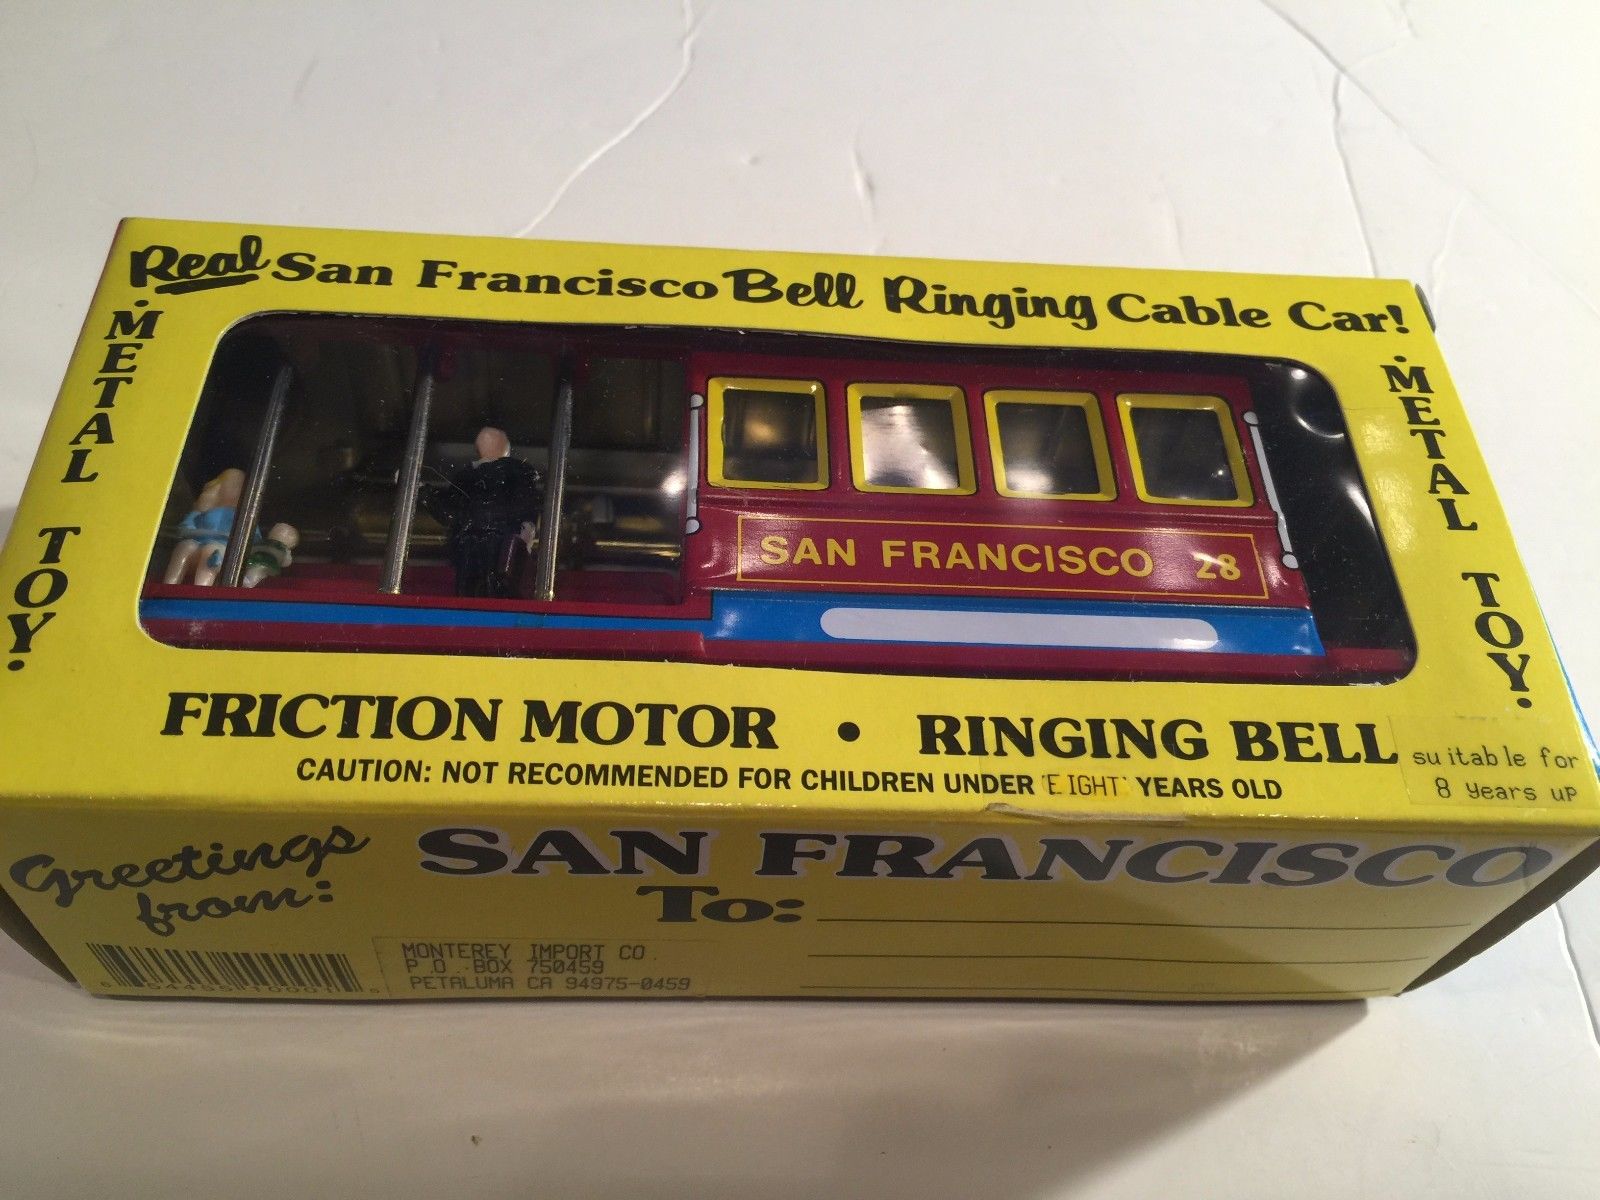 Real San Francisco Bell Ringing Cable Car!
• METAL TOY •
• METAL TOY •
SAN FRANCISCO 28
FRICTION MOTOR • RINGING BELL
CAUTION: NOT RECOMMENDED FOR CHILDREN UNDER EIGHT YEARS OLD
suitable for
8 years up
Greetings
from:
SAN FRANCISCO
To:
MONTEREY IMPORT CO.
P.O. BOX 750459
PETALUMA CA 94975-0459